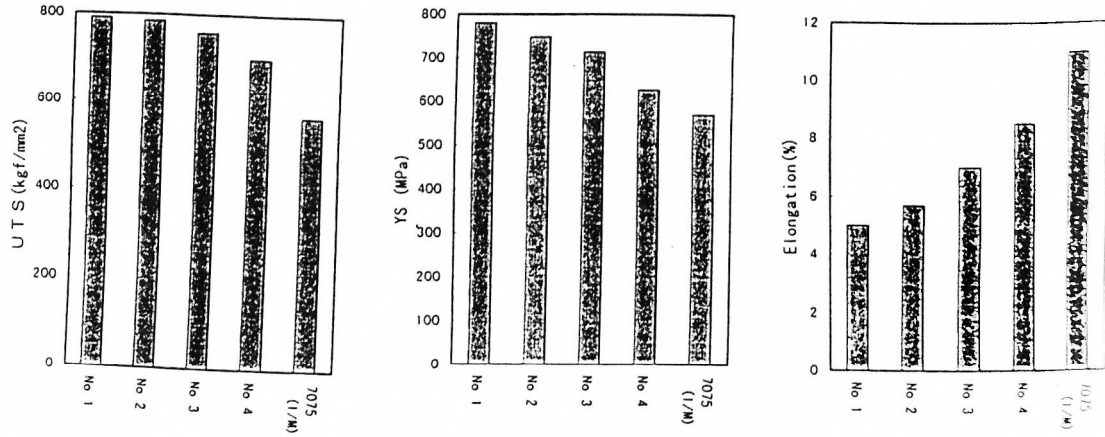 800
600
400
200
0
U T S (kgf/mm2)
No 1
No 2
No 3
No 4
7075
(I/M)
800
700
600
500
400
300
200
100
0
YS (MPa)
No 1
No 2
No 3
No 4
7075
(I/M)
12
10
8
6
4
2
0
Elongation(%)
No 1
No 2
No 3
No 4
7075
(I/M)